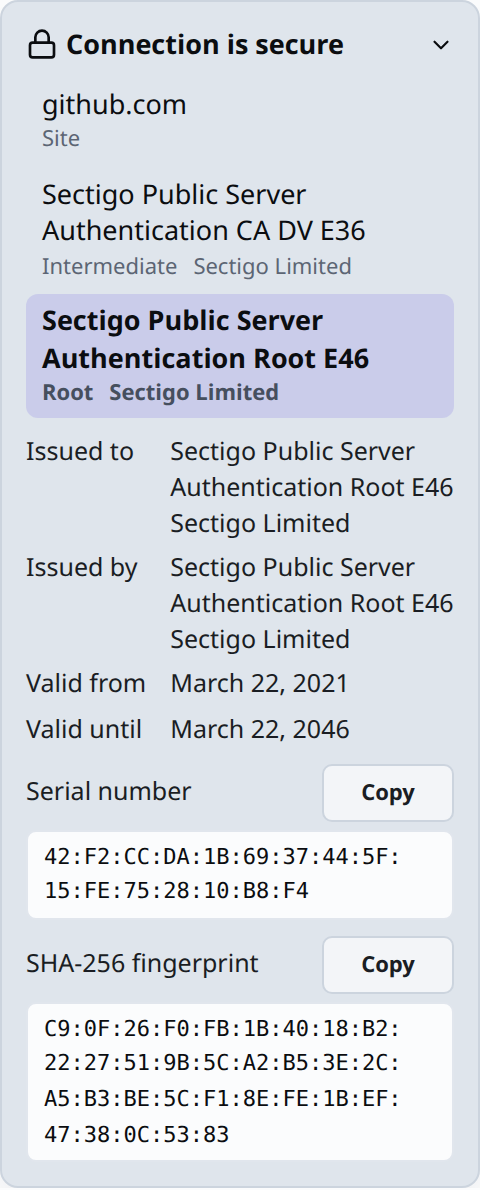 Connection is secure
github.com
Site
Sectigo Public Server
Authentication CA DV E36
Intermediate Sectigo Limited
Sectigo Public Server
Authentication Root E46
Root Sectigo Limited
Issued to Sectigo Public Server
Authentication Root E46
Sectigo Limited
Issued by Sectigo Public Server
Authentication Root E46
Sectigo Limited
Valid from March 22, 2021
Valid until March 22, 2046
Serial number Copy
42:F2:CC:DA:1B:69:37:44:5F:
15:FE:75:28:10:B8:F4
SHA-256 fingerprint Copy
C9:0F:26:F0:FB:1B:40:18:B2:
22:27:51:9B:5C:A2:B5:3E:2C:
A5:B3:BE:5C:F1:8E:FE:1B:EF:
47:38:0C:53:83